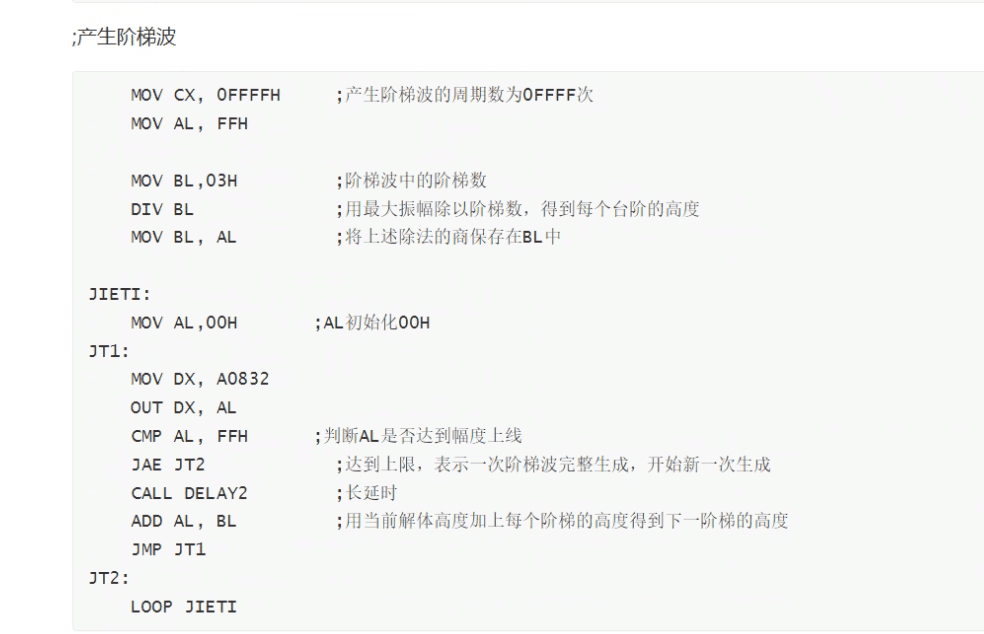 ;产生阶梯波
MOV CX, 0FFFFH ;产生阶梯波的周期数为0FFFF次
MOV AL, FFH
MOV BL,03H ;阶梯波中的阶梯数
DIV BL ;用最大振幅除以阶梯数，得到每个台阶的高度
MOV BL, AL ;将上述除法的商保存在BL中
JIETI:
MOV AL,00H ;AL初始化00H
JT1:
MOV DX, A0832
OUT DX, AL
CMP AL, FFH ;判断AL是否达到幅度上线
JAE JT2 ;达到上限，表示一次阶梯波完整生成，开始新一次生成
CALL DELAY2 ;长延时
ADD AL, BL ;用当前解体高度加上每个阶梯的高度得到下一阶梯的高度
JMP JT1
JT2:
LOOP JIETI